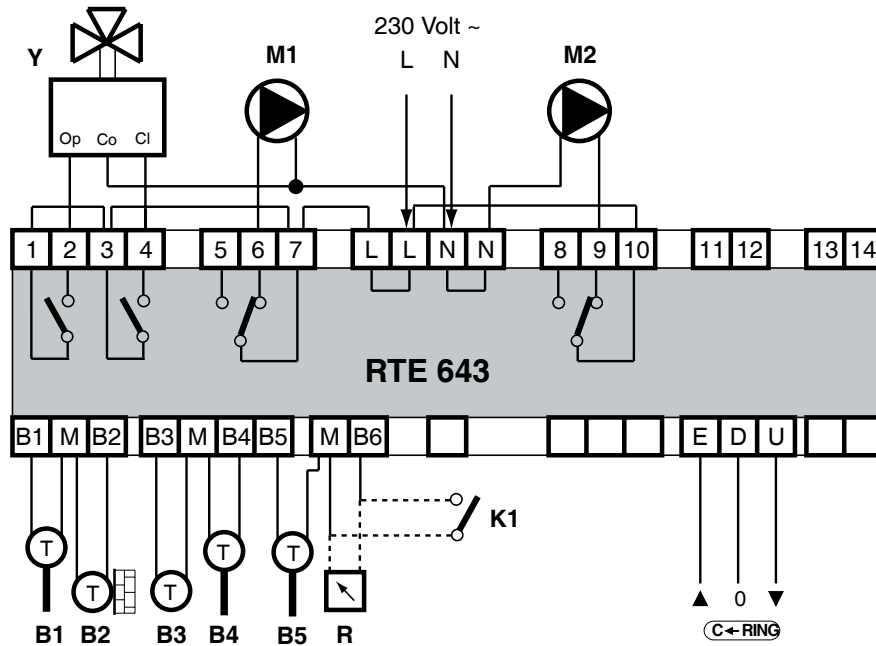 230 Volt ~
Y M1 L N M2
Op Co Cl
1 2 3 4 5 6 7 L L N N 8 9 10 11 12 13 14
RTE 643
B1 M B2 B3 M B4 B5 M B6 E D U
K1
T T T T T
0
B1 B2 B3 B4 B5 R
C RING